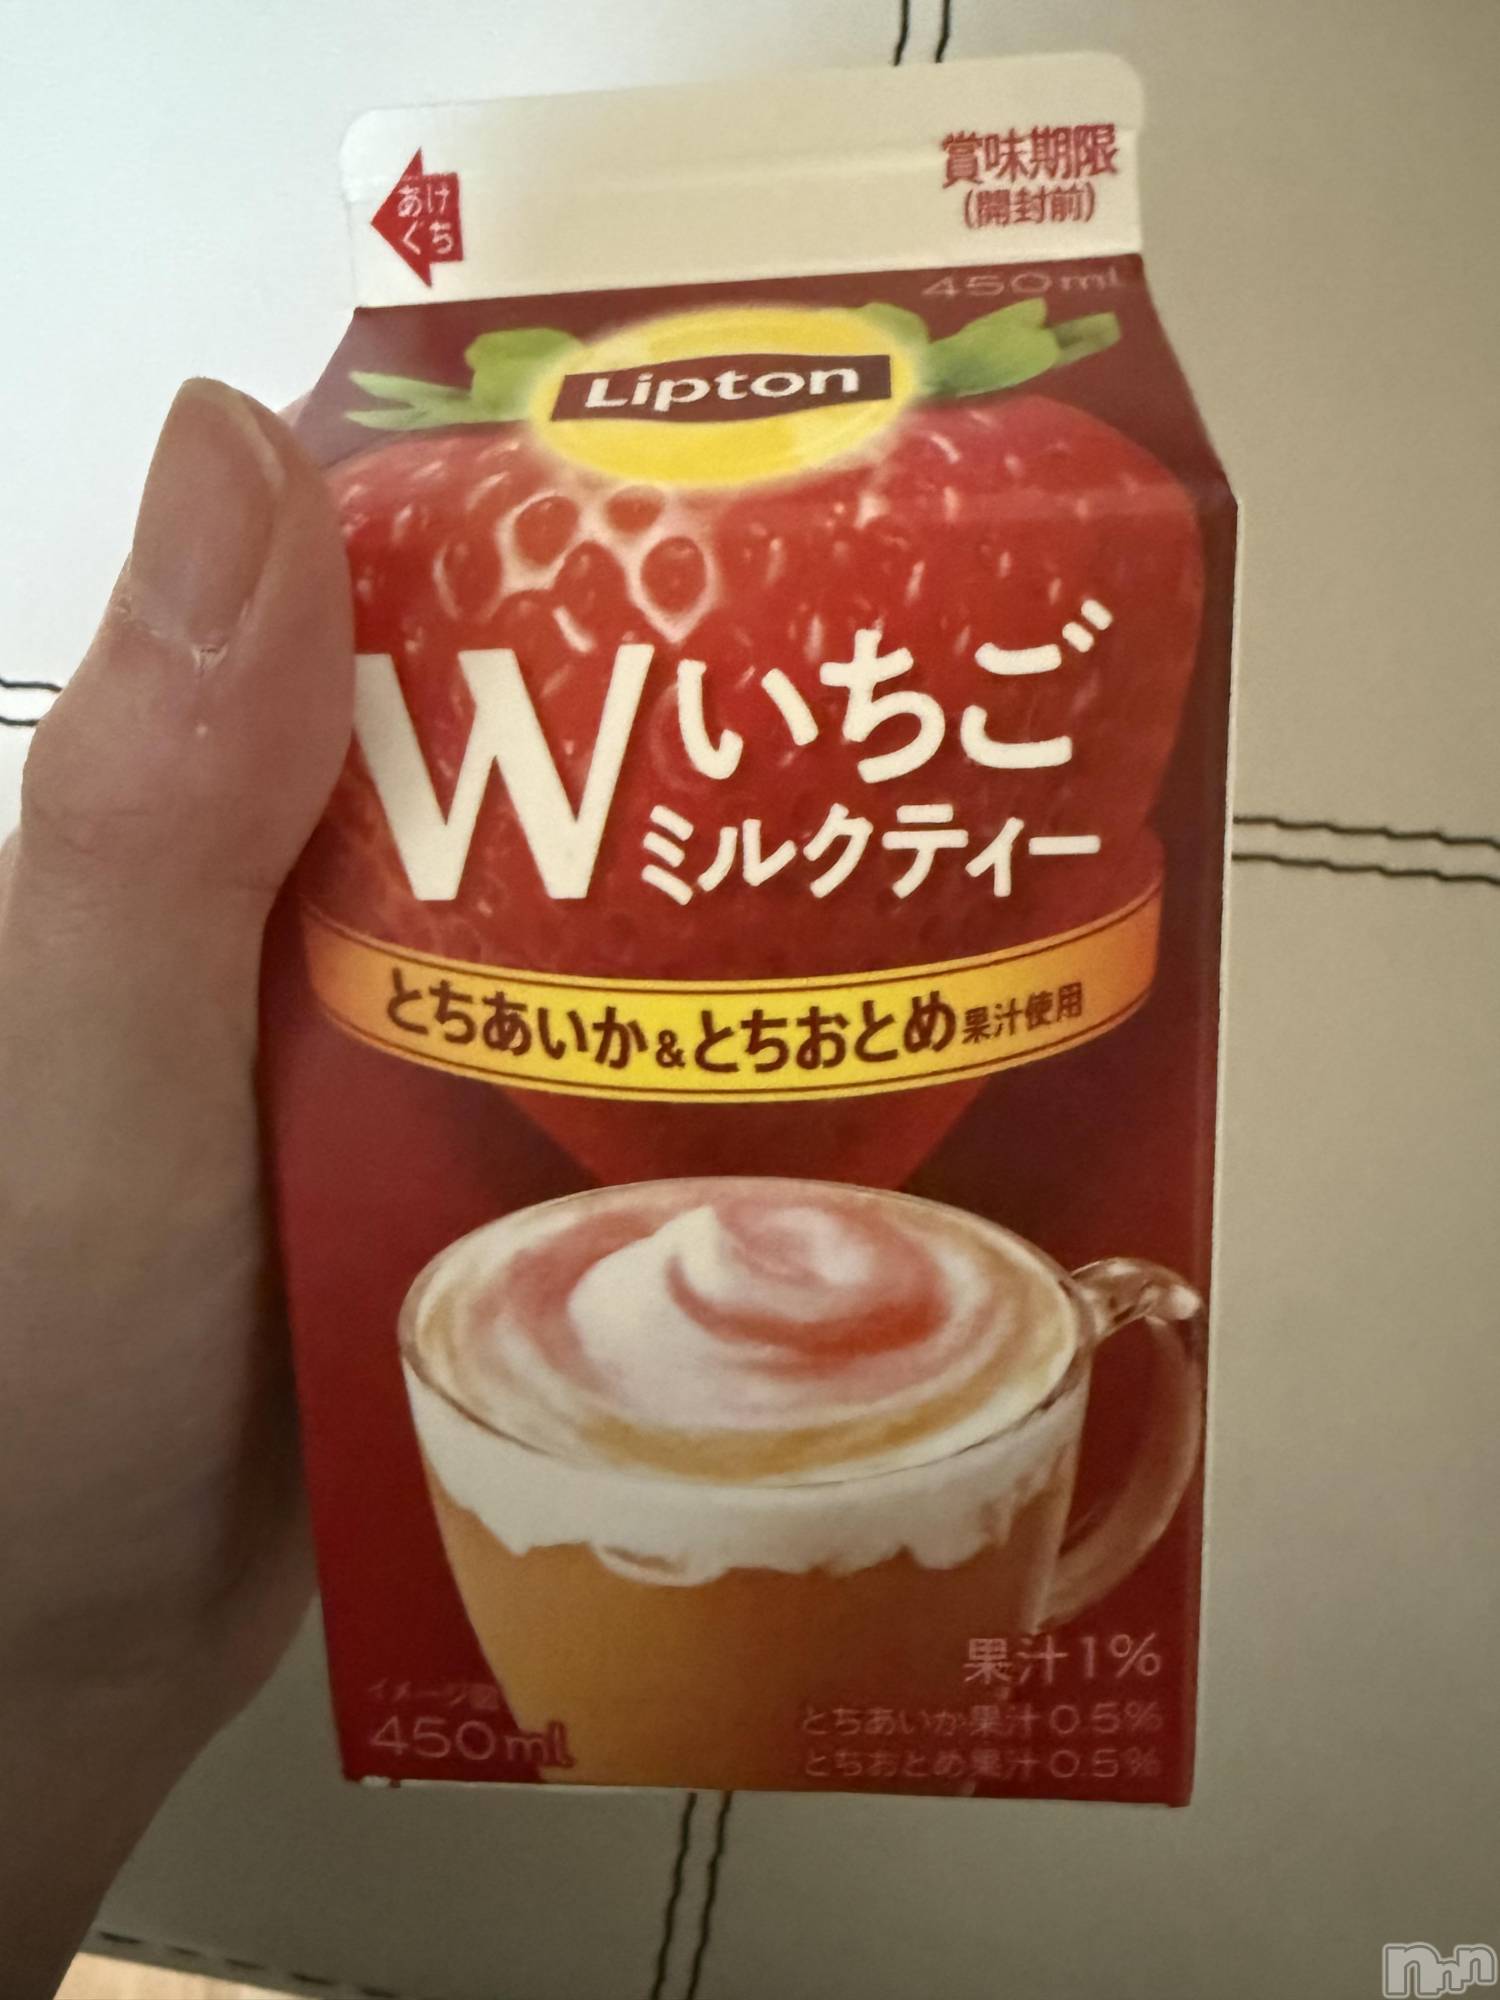 あけ
ぐち
賞味期限
(開封前)
450ml
Lipton
Wいちご
ミルクティー
とちあいか&とちおとめ果汁使用
果汁1%
とちあいか果汁0.5%
とちおとめ果汁0.5%
イメージ図
450ml
nnn